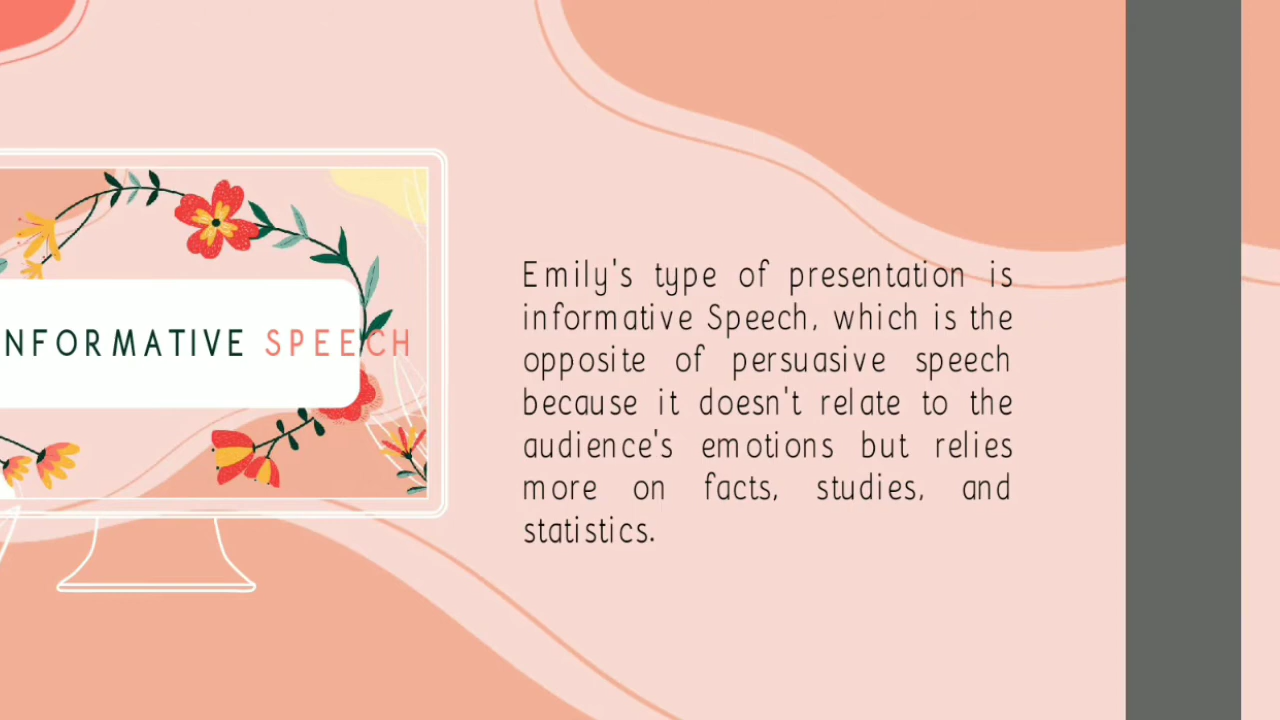 NFORMATIVE SPEECH
Emily's type of presentation is
informative Speech, which is the
opposite of persuasive speech
because it doesn't relate to the
audience's emotions but relies
more on facts, studies, and
statistics.